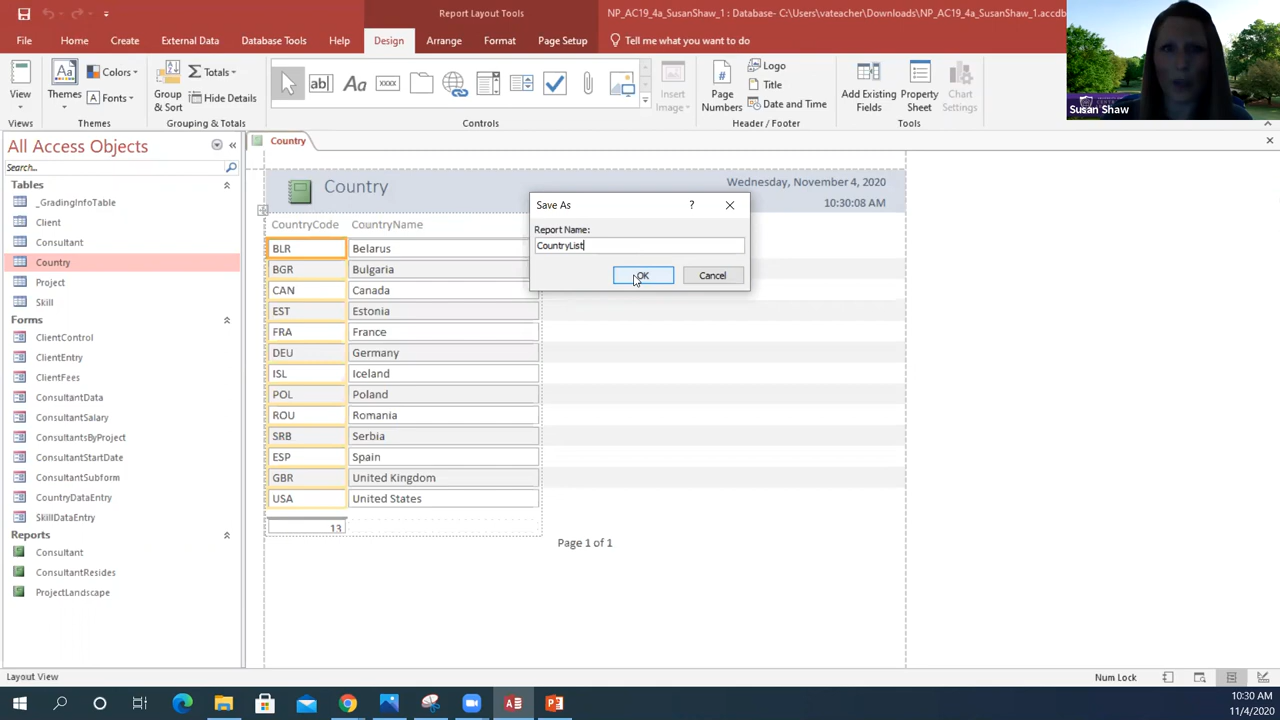 Report Layout Tools
NP_AC19_4a_SusanShaw_1 : Database- C:\Users\vateacher\Downloads\NP_AC19_4a_SusanShaw_1.accdb
File Home Create External Data Database Tools Help Design Arrange Format Page Setup Tell me what you want to do
Susan Shaw
View
Views
Themes
Colors
Fonts
Themes
Group & Sort
Totals
Hide Details
Grouping & Totals
ab|
Aa
xxxx
Insert Image
Controls
Page Numbers
Logo
Title
Date and Time
Header / Footer
Add Existing Fields
Property Sheet
Chart Settings
Tools
All Access Objects
Search...
Tables
_GradingInfoTable
Client
Consultant
Country
Project
Skill
Forms
ClientControl
ClientEntry
ClientFees
ConsultantData
ConsultantSalary
ConsultantsByProject
ConsultantStartDate
ConsultantSubform
CountryDataEntry
SkillDataEntry
Reports
Consultant
ConsultantResides
ProjectLandscape
Country
Country
Wednesday, November 4, 2020
10:30:08 AM
CountryCode CountryName
BLR Belarus
BGR Bulgaria
CAN Canada
EST Estonia
FRA France
DEU Germany
ISL Iceland
POL Poland
ROU Romania
SRB Serbia
ESP Spain
GBR United Kingdom
USA United States
13
Page 1 of 1
Save As ?
Report Name:
CountryList
OK Cancel
Layout View
Num Lock
10:30 AM
11/4/2020